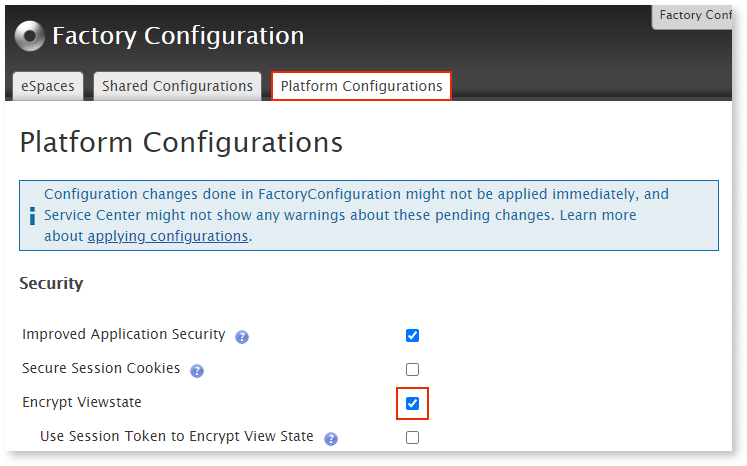 Factory Conf
Factory Configuration
eSpaces Shared Configurations Platform Configurations
Platform Configurations
Configuration changes done in FactoryConfiguration might not be applied immediately, and
Service Center might not show any warnings about these pending changes. Learn more
about applying configurations.
Security
Improved Application Security ?
Secure Session Cookies ?
Encrypt Viewstate
Use Session Token to Encrypt View State ?